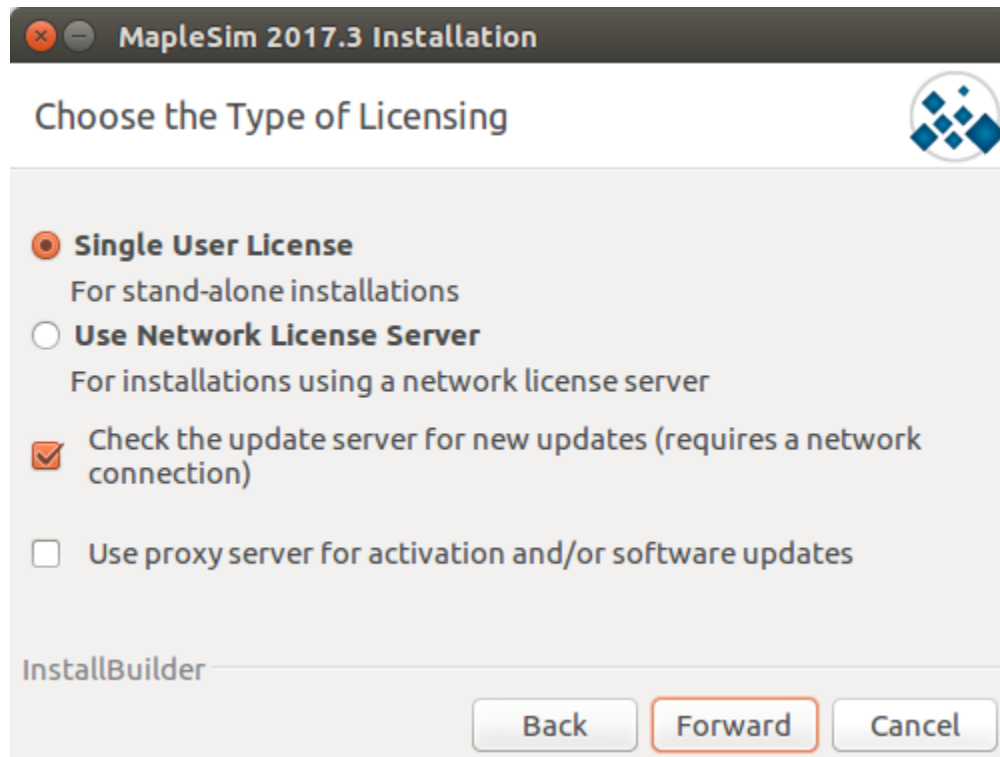 MapleSim 2017.3 Installation
Choose the Type of Licensing
Single User License
For stand-alone installations
Use Network License Server
For installations using a network license server
Check the update server for new updates (requires a network
connection)
Use proxy server for activation and/or software updates
InstallBuilder
Back Forward Cancel